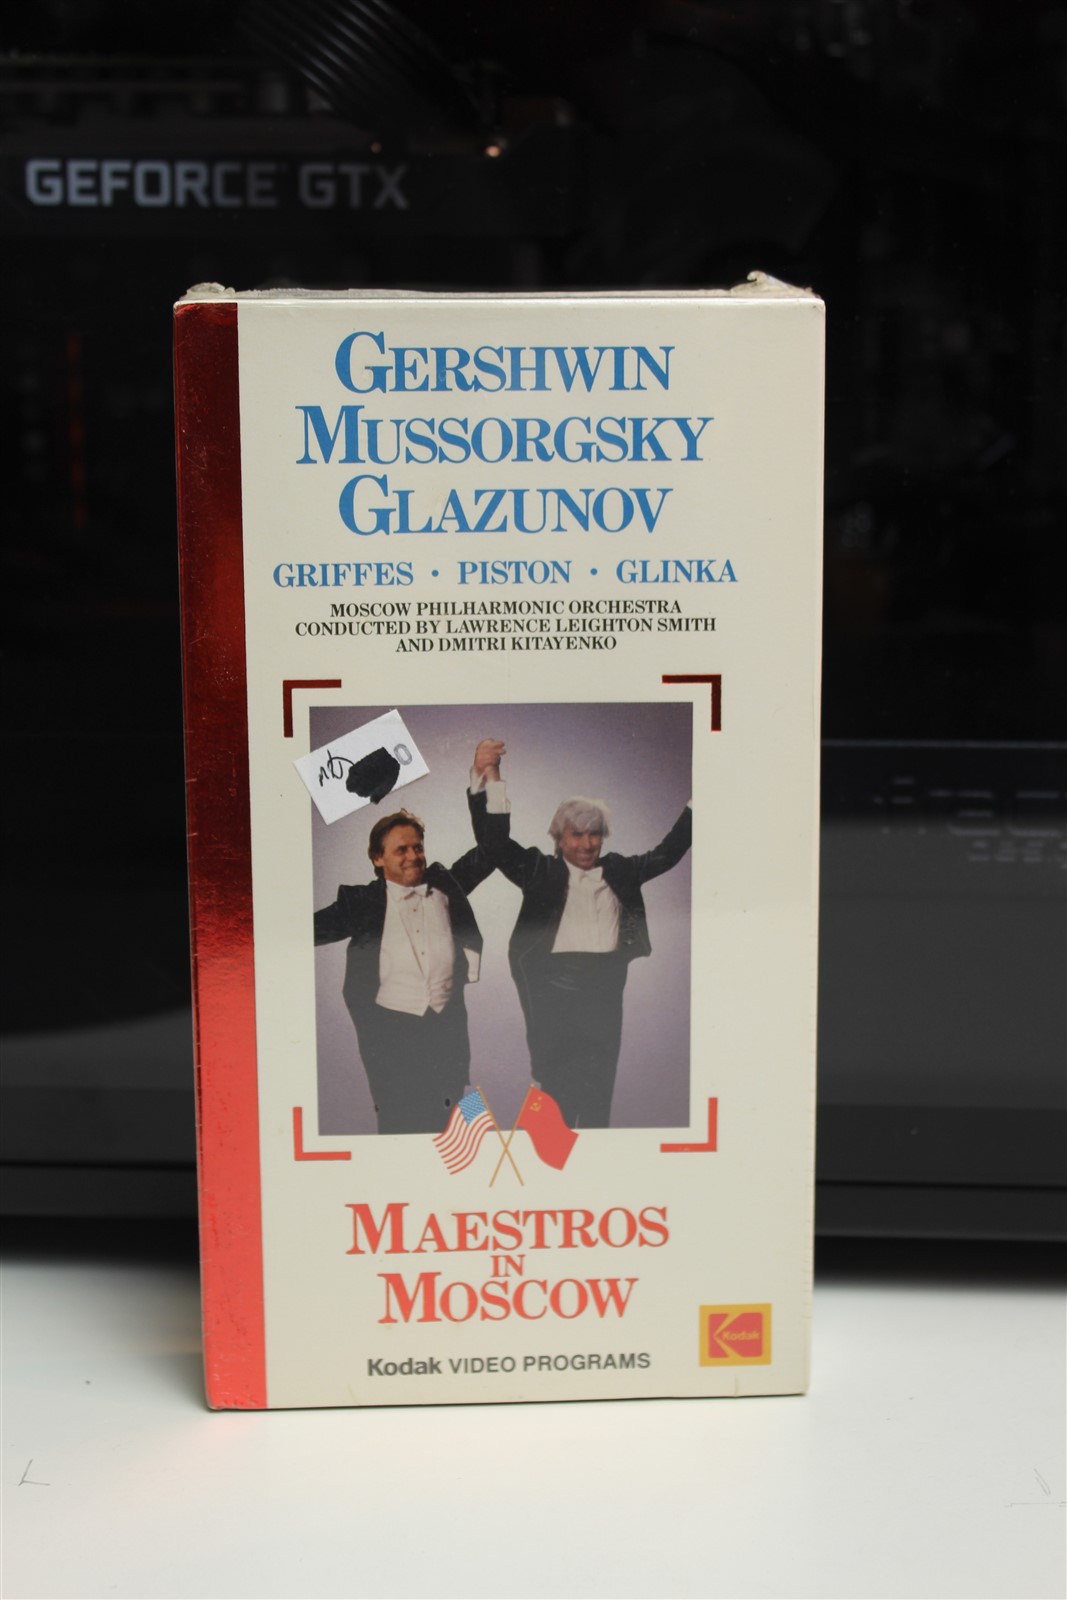 GEFORCE GTX
GERSHWIN
MUSSORGSKY
GLAZUNOV
GRIFFES • PISTON • GLINKA
MOSCOW PHILHARMONIC ORCHESTRA
CONDUCTED BY LAWRENCE LEIGHTON SMITH
AND DMITRI KITAYENKO
MAESTROS
IN
MOSCOW
Kodak VIDEO PROGRAMS
Kodak